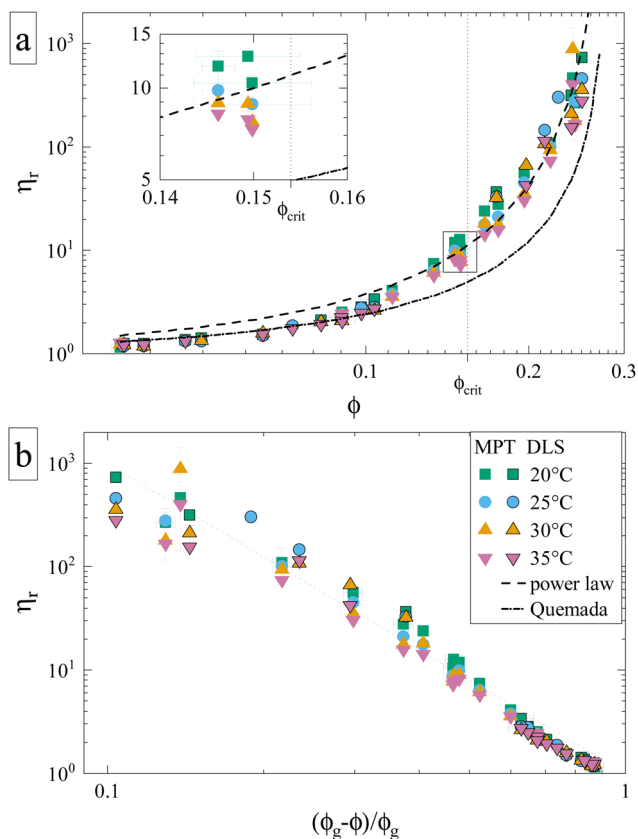 a
10³
10²
10¹
10⁰
ηr
15
10
5
0.14
0.15
0.16
ϕcrit
0.1
ϕcrit
0.2
0.3
ϕ
b
10³
10²
10¹
10⁰
ηr
MPT DLS
20°C
25°C
30°C
35°C
power law
Quemada
0.1
1
(ϕg-ϕ)/ϕg